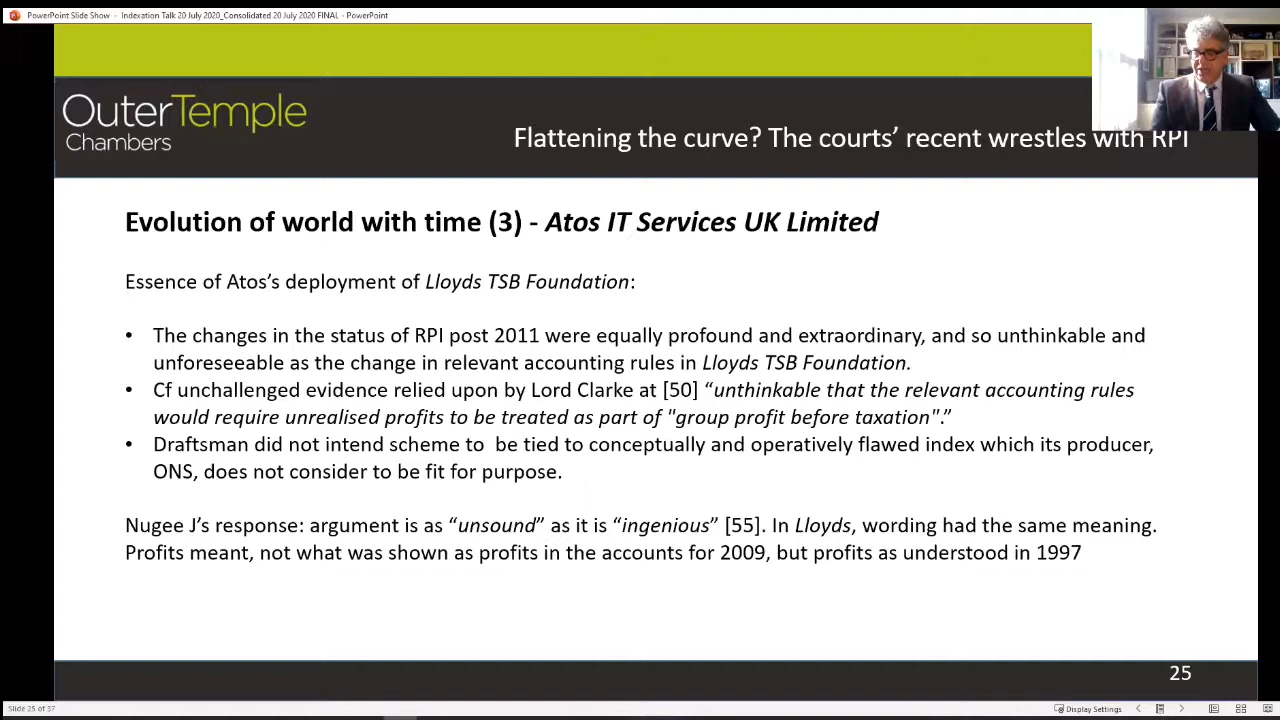 PowerPoint Slide Show - Indexation Talk 20 July 2020_Consolidated 20 July 2020 FINAL - PowerPoint
OuterTemple
Chambers
Flattening the curve? The courts’ recent wrestles with RPI
Evolution of world with time (3) - Atos IT Services UK Limited
Essence of Atos’s deployment of Lloyds TSB Foundation:
• The changes in the status of RPI post 2011 were equally profound and extraordinary, and so unthinkable and
unforeseeable as the change in relevant accounting rules in Lloyds TSB Foundation.
• Cf unchallenged evidence relied upon by Lord Clarke at [50] “unthinkable that the relevant accounting rules
would require unrealised profits to be treated as part of "group profit before taxation".”
• Draftsman did not intend scheme to be tied to conceptually and operatively flawed index which its producer,
ONS, does not consider to be fit for purpose.
Nugee J’s response: argument is as “unsound” as it is “ingenious” [55]. In Lloyds, wording had the same meaning.
Profits meant, not what was shown as profits in the accounts for 2009, but profits as understood in 1997
25
Slide 25 of 37
Display Settings